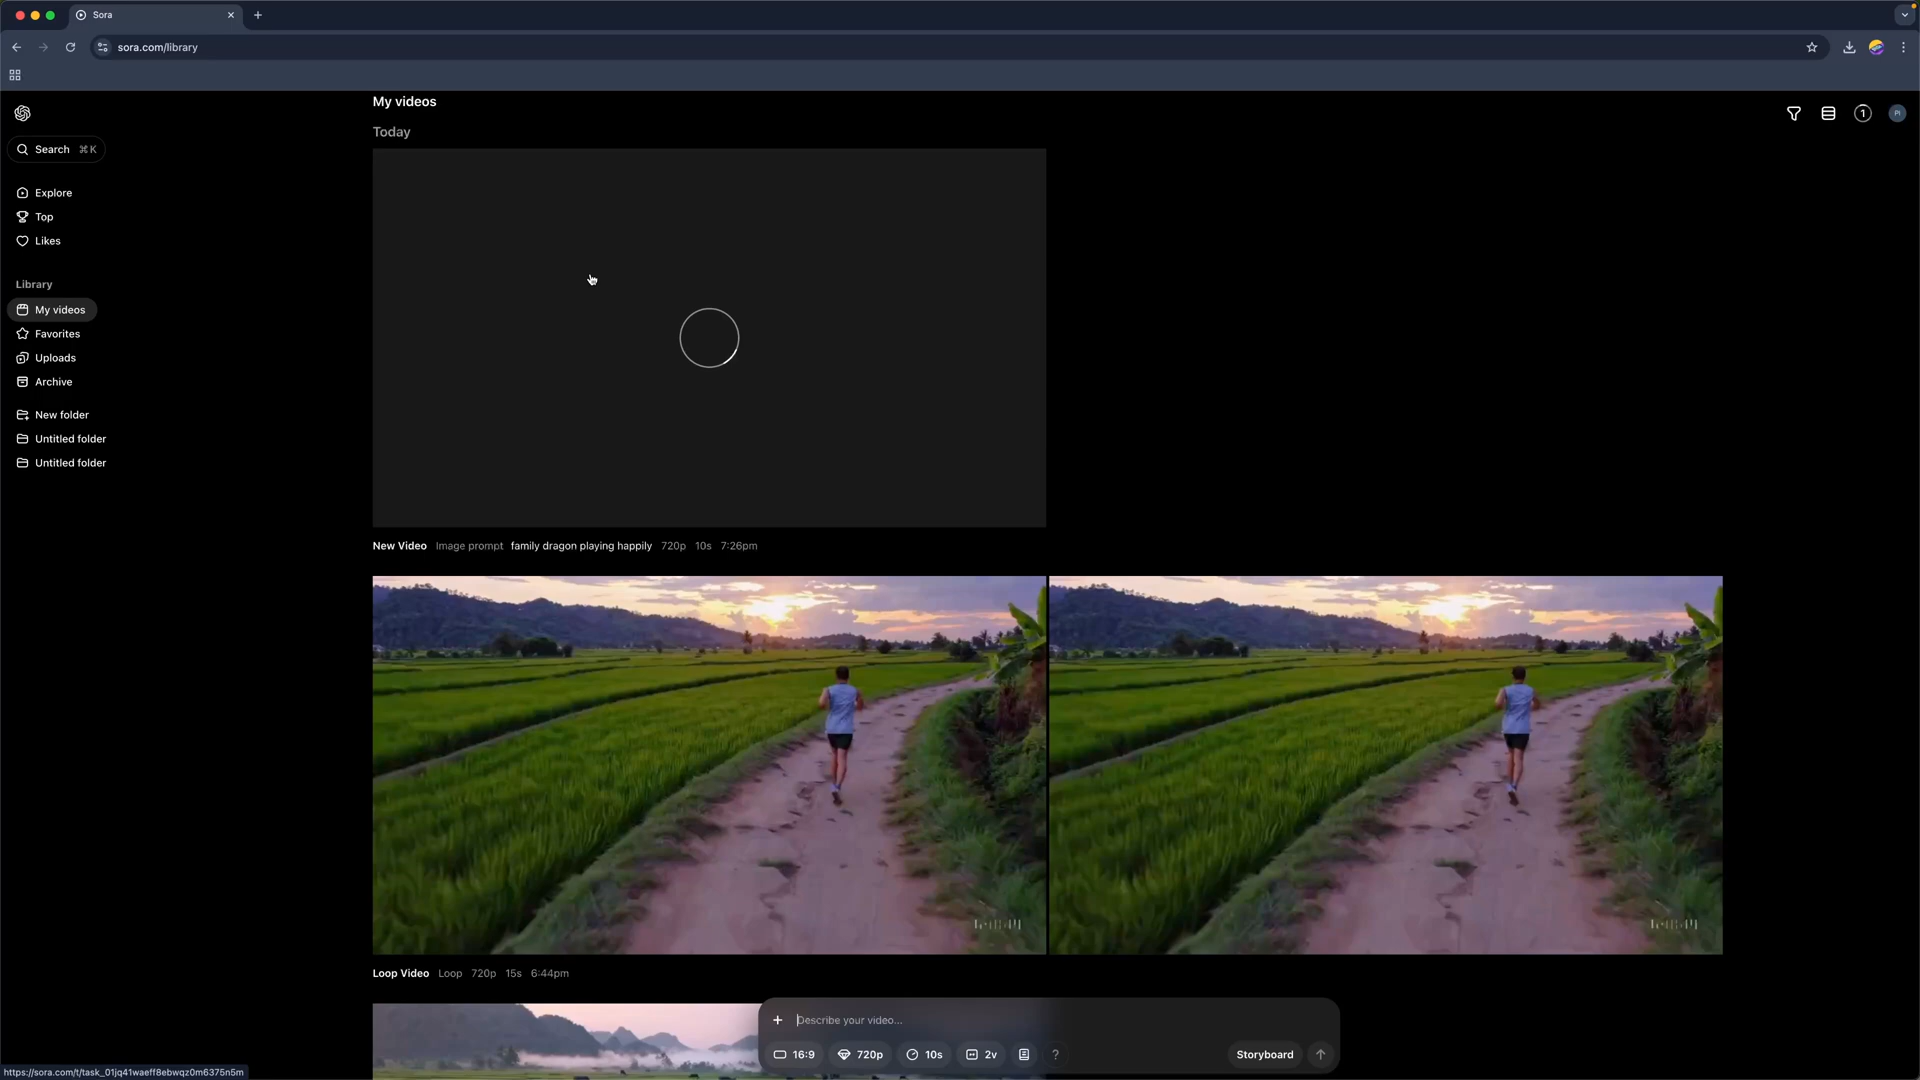 Sora
sora.com/library
My videos
Today
1
PI
Search ⌘K
Explore
Top
Likes
Library
My videos
Favorites
Uploads
Archive
New folder
Untitled folder
Untitled folder
New Video Image prompt family dragon playing happily 720p 10s 7:26pm
Loop Video Loop 720p 15s 6:44pm
Describe your video...
16:9 720p 10s 2v ? Storyboard
https://sora.com/t/task_01jq41waeff8ebwqz0m6375n5m